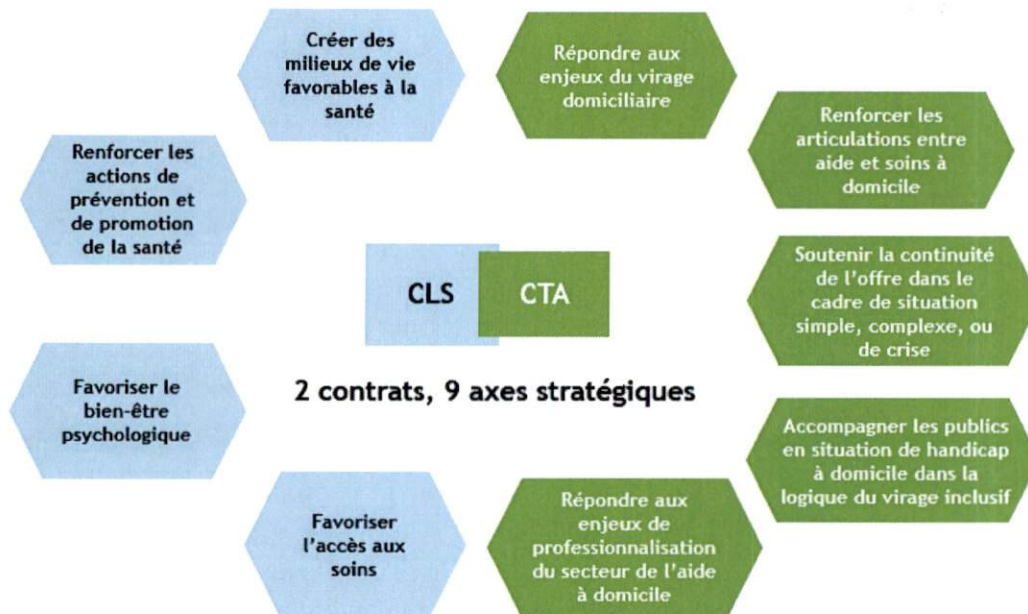 Créer des
milieux de vie
favorables à la
santé
Répondre aux
enjeux du virage
domiciliaire
Renforcer les
actions de
prévention et
de promotion
de la santé
Renforcer les
articulations entre
aide et soins à
domicile
CLS
CTA
Soutenir la continuité
de l'offre dans le
cadre de situation
simple, complexe, ou
de crise
Favoriser le
bien-être
psychologique
2 contrats, 9 axes stratégiques
Accompagner les publics
en situation de handicap
à domicile dans la
logique du virage inclusif
Favoriser
l'accès aux
soins
Répondre aux
enjeux de
professionnalisation
du secteur de l'aide
à domicile